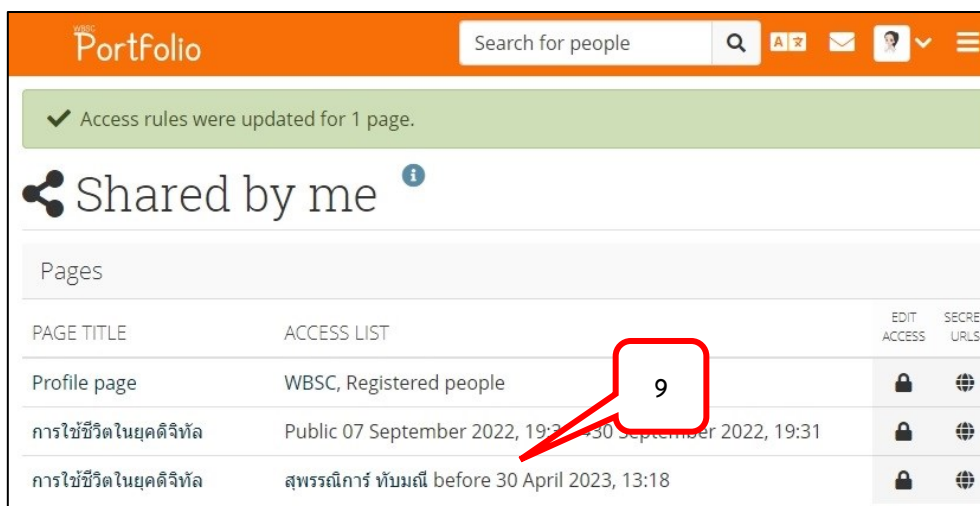 WBSC
Portfolio
Search for people
Access rules were updated for 1 page.
Shared by me
Pages
PAGE TITLE ACCESS LIST EDIT ACCESS SECRE URLS
Profile page WBSC, Registered people
9
การใช้ชีวิตในยุคดิจิทัล Public 07 September 2022, 30 September 2022, 19:31
การใช้ชีวิตในยุคดิจิทัล สุพรรณิการ์ ทับมณี before 30 April 2023, 13:18